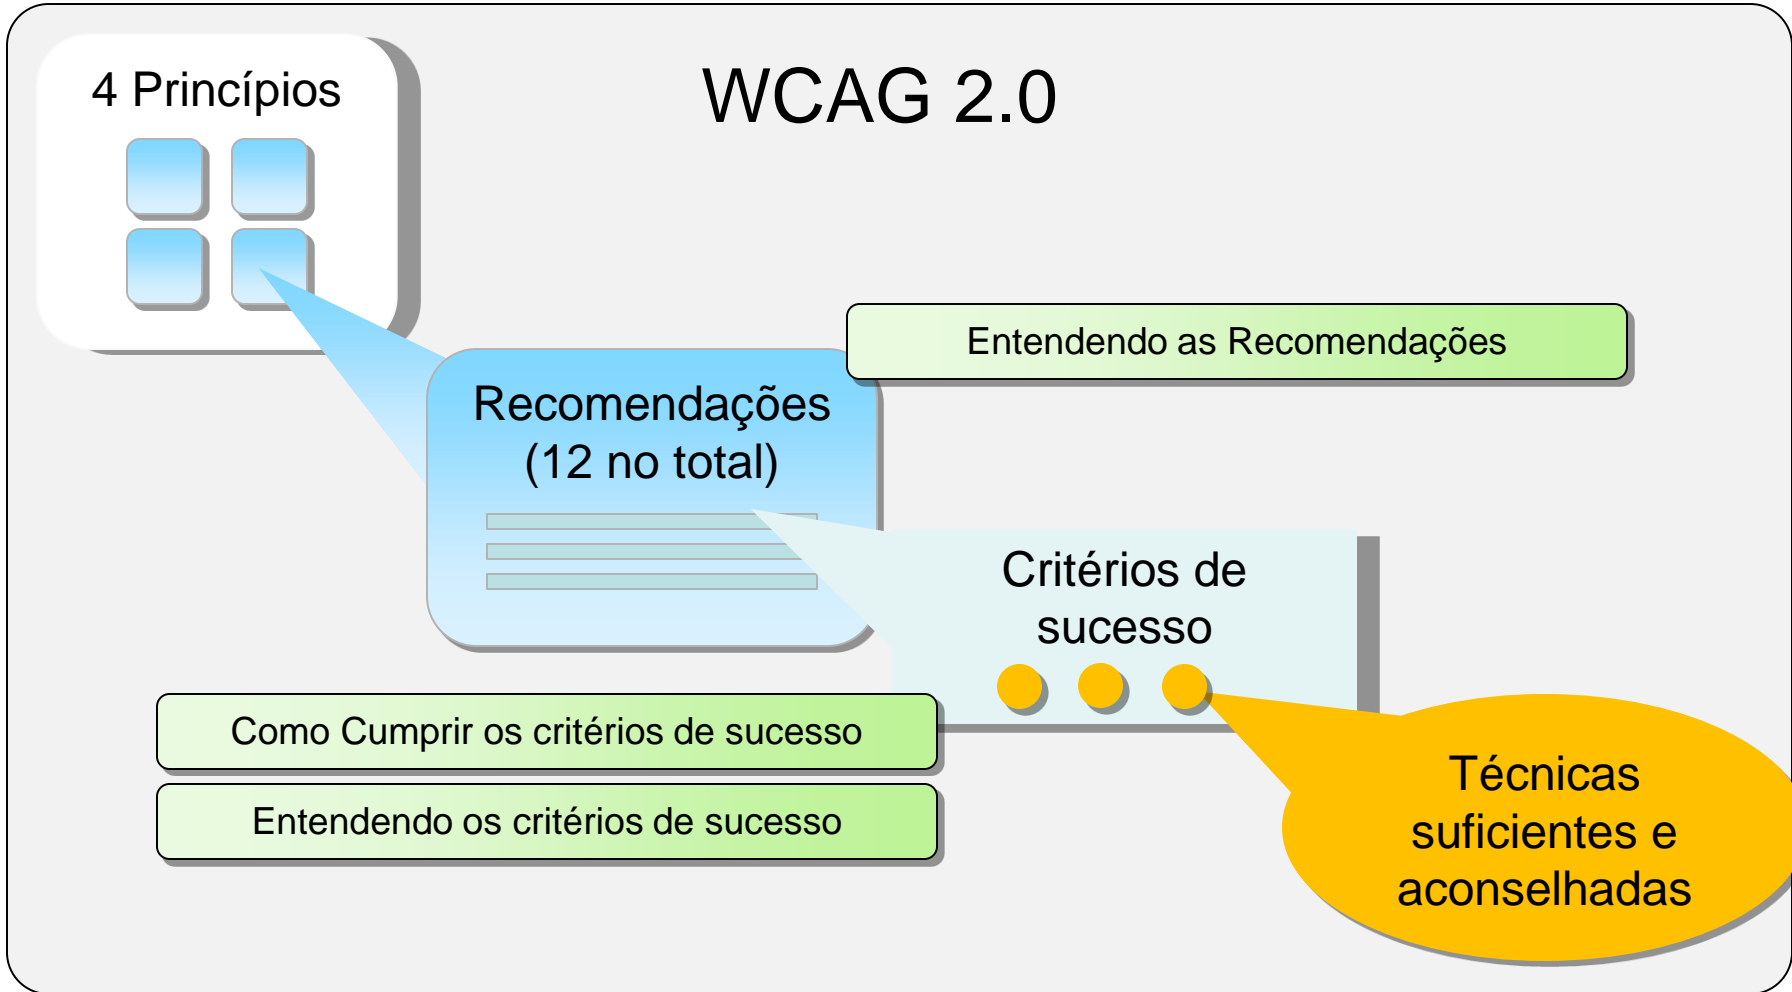 4 Princípios
WCAG 2.0
Entendendo as Recomendações
Recomendações
(12 no total)
Critérios de
sucesso
Como Cumprir os critérios de sucesso
Entendendo os critérios de sucesso
Técnicas
suficientes e
aconselhadas